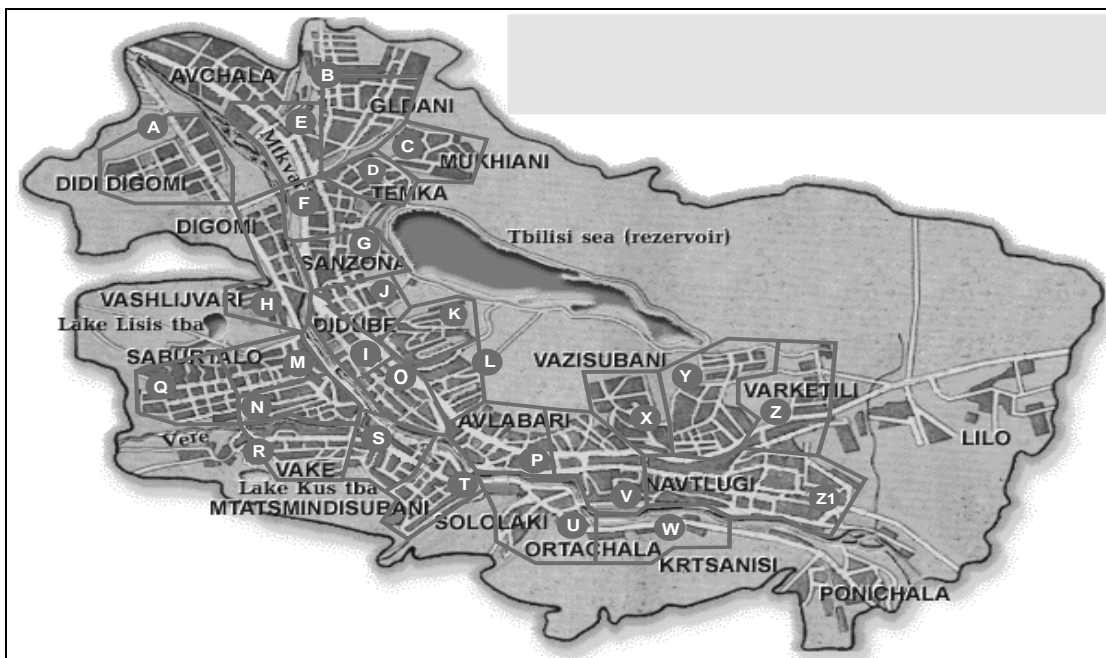 B
AVCHALA
GLDANI
E
A
Mtkva
C
MUKHIANI
D
DIDI DIGOMI
TEMKA
F
DIGOMI
Tbilisi sea (rezervoir)
G
SANZONA
VASHLIJVARI
H
J
K
Lake Lisis tba
DIDUBE
SABURTALO
M
I
L
VAZISUBANI
O
Y
VARKETILI
Q
N
AVLABARI
X
Z
LILO
Vere
R
S
VAKE
P
Lake Kus tba
T
NAVTLUGI
V
Z1
MTATSMINDISUBANI
SOLOLAKI
U
W
ORTACHALA
KRTSANISI
PONICHALA